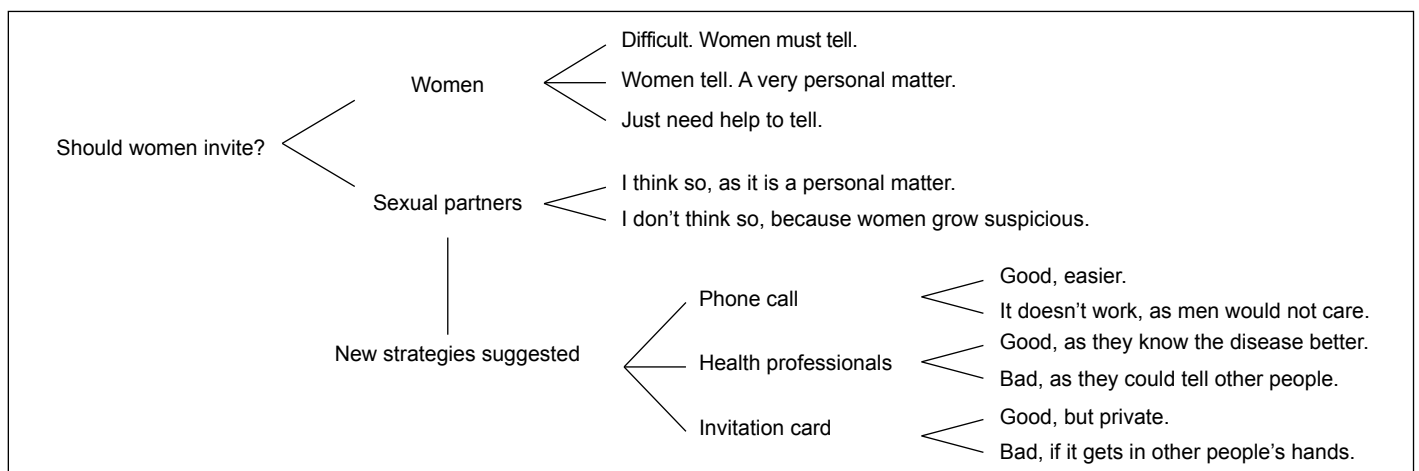 Should women invite?
Women
Difficult. Women must tell.
Women tell. A very personal matter.
Just need help to tell.
Sexual partners
I think so, as it is a personal matter.
I don't think so, because women grow suspicious.
New strategies suggested
Phone call
Good, easier.
It doesn't work, as men would not care.
Health professionals
Good, as they know the disease better.
Bad, as they could tell other people.
Invitation card
Good, but private.
Bad, if it gets in other people's hands.